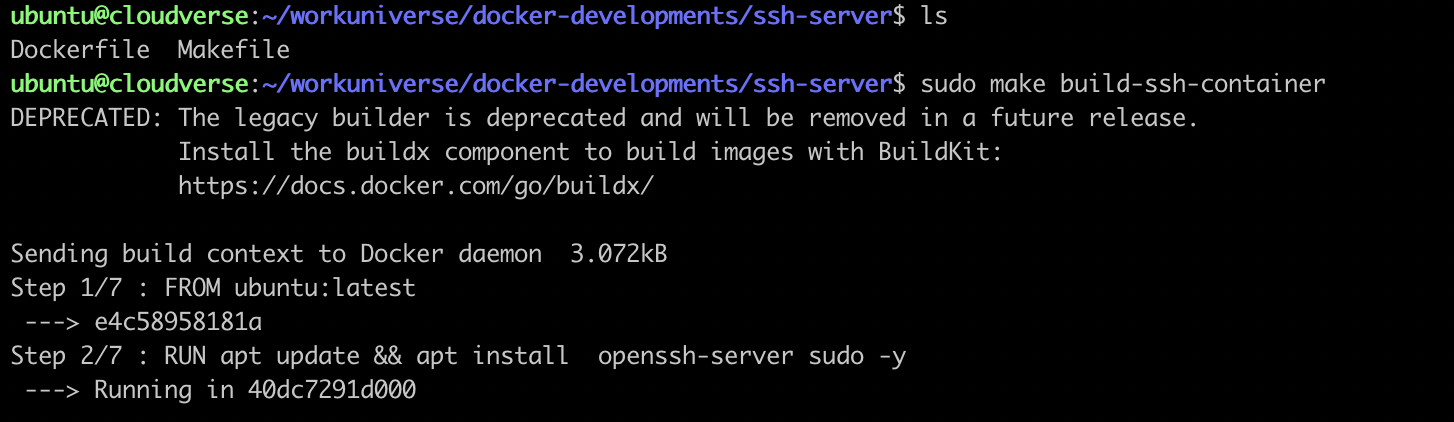 ubuntu@cloudverse:~/workuniverse/docker-developments/ssh-server$ ls
Dockerfile  Makefile
ubuntu@cloudverse:~/workuniverse/docker-developments/ssh-server$ sudo make build-ssh-container
DEPRECATED: The legacy builder is deprecated and will be removed in a future release.
            Install the buildx component to build images with BuildKit:
            https://docs.docker.com/go/buildx/

Sending build context to Docker daemon  3.072kB
Step 1/7 : FROM ubuntu:latest
 ---> e4c58958181a
Step 2/7 : RUN apt update && apt install  openssh-server sudo -y
 ---> Running in 40dc7291d000